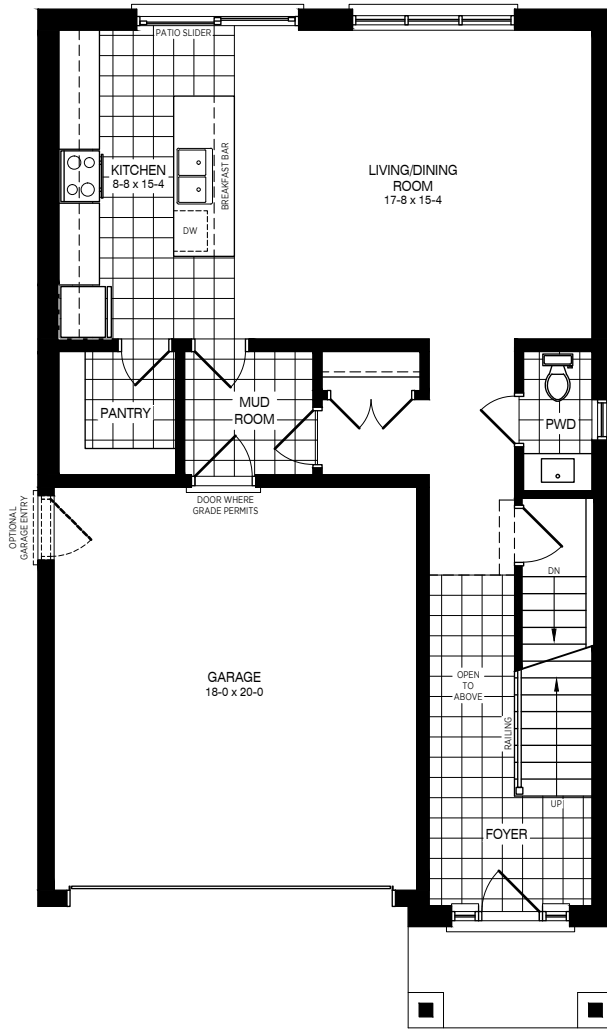 PATIO SLIDER
KITCHEN
8-8 x 15-4
BREAKFAST BAR
DW
LIVING/DINING
ROOM
17-8 x 15-4
PANTRY
MUD
ROOM
PWD
DOOR WHERE
GRADE PERMITS
OPTIONAL
GARAGE ENTRY
DN
GARAGE
18-0 x 20-0
OPEN
TO
ABOVE
RAILING
UP
FOYER